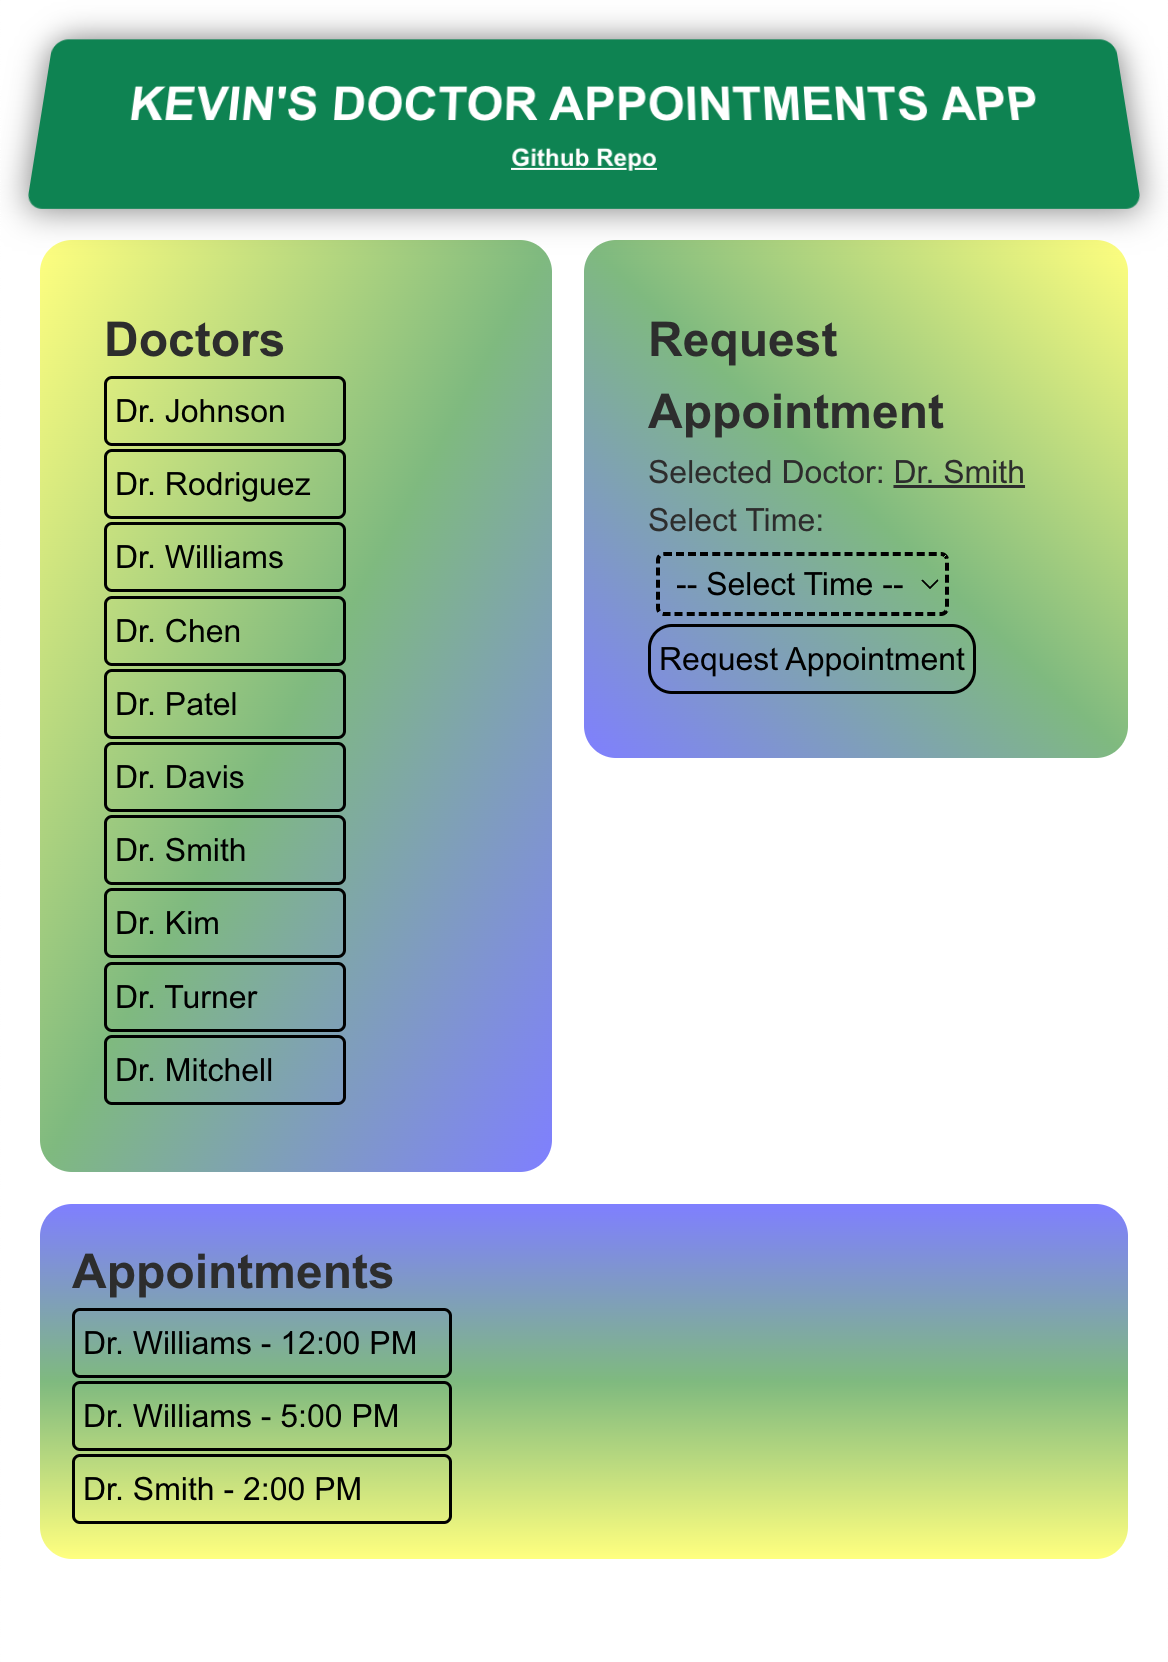 KEVIN'S DOCTOR APPOINTMENTS APP
Github Repo
Doctors
Dr. Johnson
Dr. Rodriguez
Dr. Williams
Dr. Chen
Dr. Patel
Dr. Davis
Dr. Smith
Dr. Kim
Dr. Turner
Dr. Mitchell
Request
Appointment
Selected Doctor: Dr. Smith
Select Time:
-- Select Time --
Request Appointment
Appointments
Dr. Williams - 12:00 PM
Dr. Williams - 5:00 PM
Dr. Smith - 2:00 PM